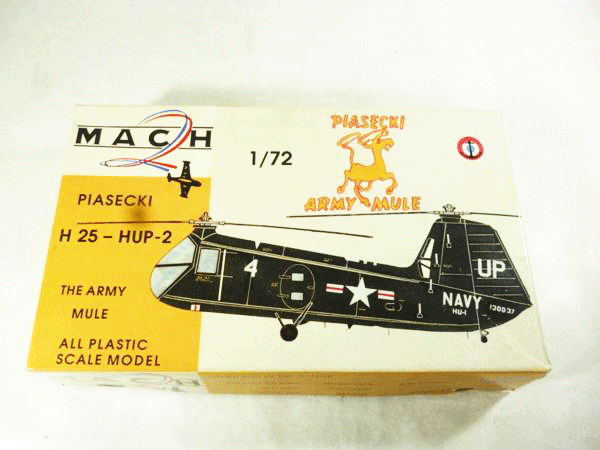 MACH 2
PIASECKI
H 25 – HUP-2
THE ARMY
MULE
ALL PLASTIC
SCALE MODEL
1/72
PIASECKI
ARMY MULE
4
UP
NAVY
HU-1
130037